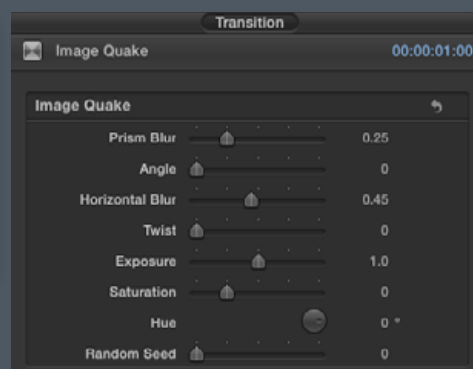 Transition
Image Quake 00:00:01:00
Image Quake
Prism Blur 0.25
Angle 0
Horizontal Blur 0.45
Twist 0
Exposure 1.0
Saturation 0
Hue 0 °
Random Seed 0